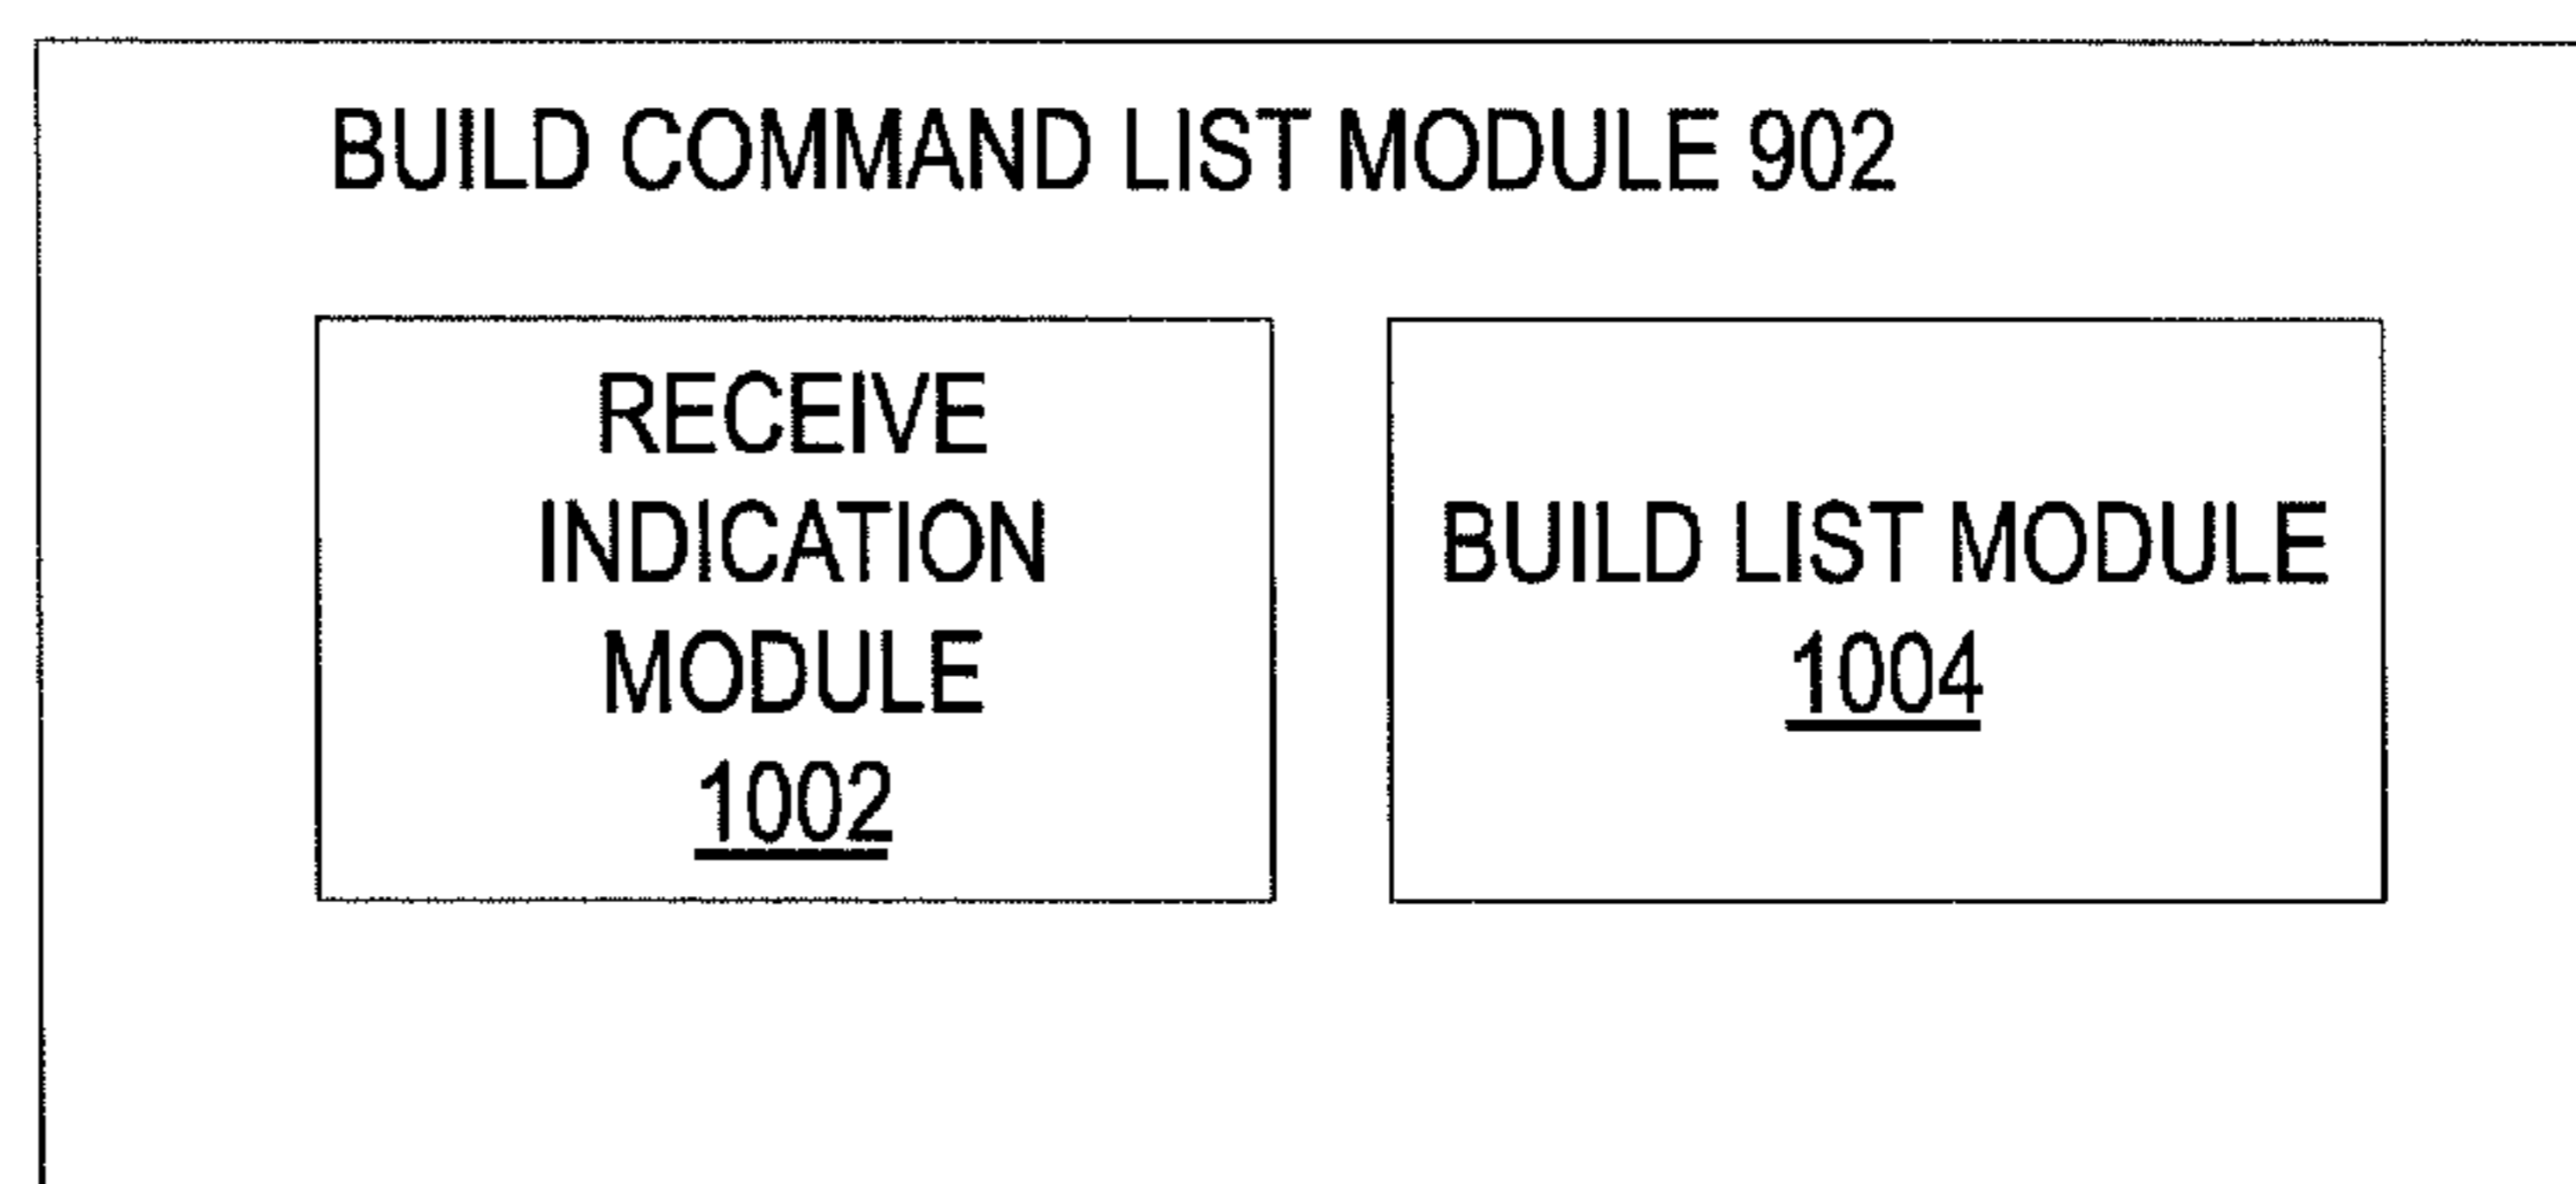 BUILD COMMAND LIST MODULE 902
RECEIVE
INDICATION
MODULE
1002
BUILD LIST MODULE
1004